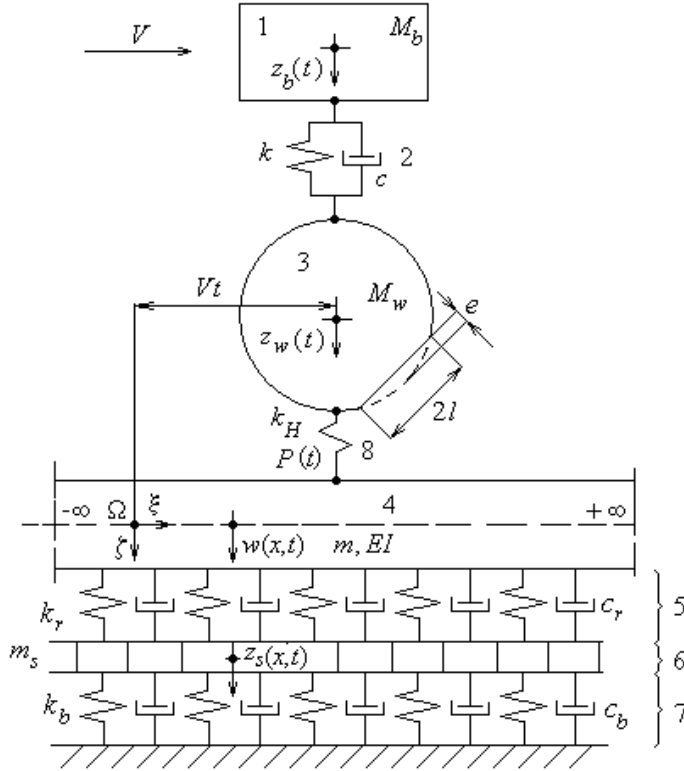 1 M_b
V
z_b(t)
k 2
c
3
Vt M_w e
z_w(t)
2l
k_H
8
P(t)
-∞ Ω ξ 4 +∞
ζ w(x,t) m, EI
k_r c_r 5
m_s z_s(x,t) 6
k_b c_b 7